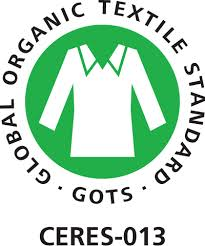 GLOBAL ORGANIC TEXTILE STANDARD
· GOTS ·
CERES-013